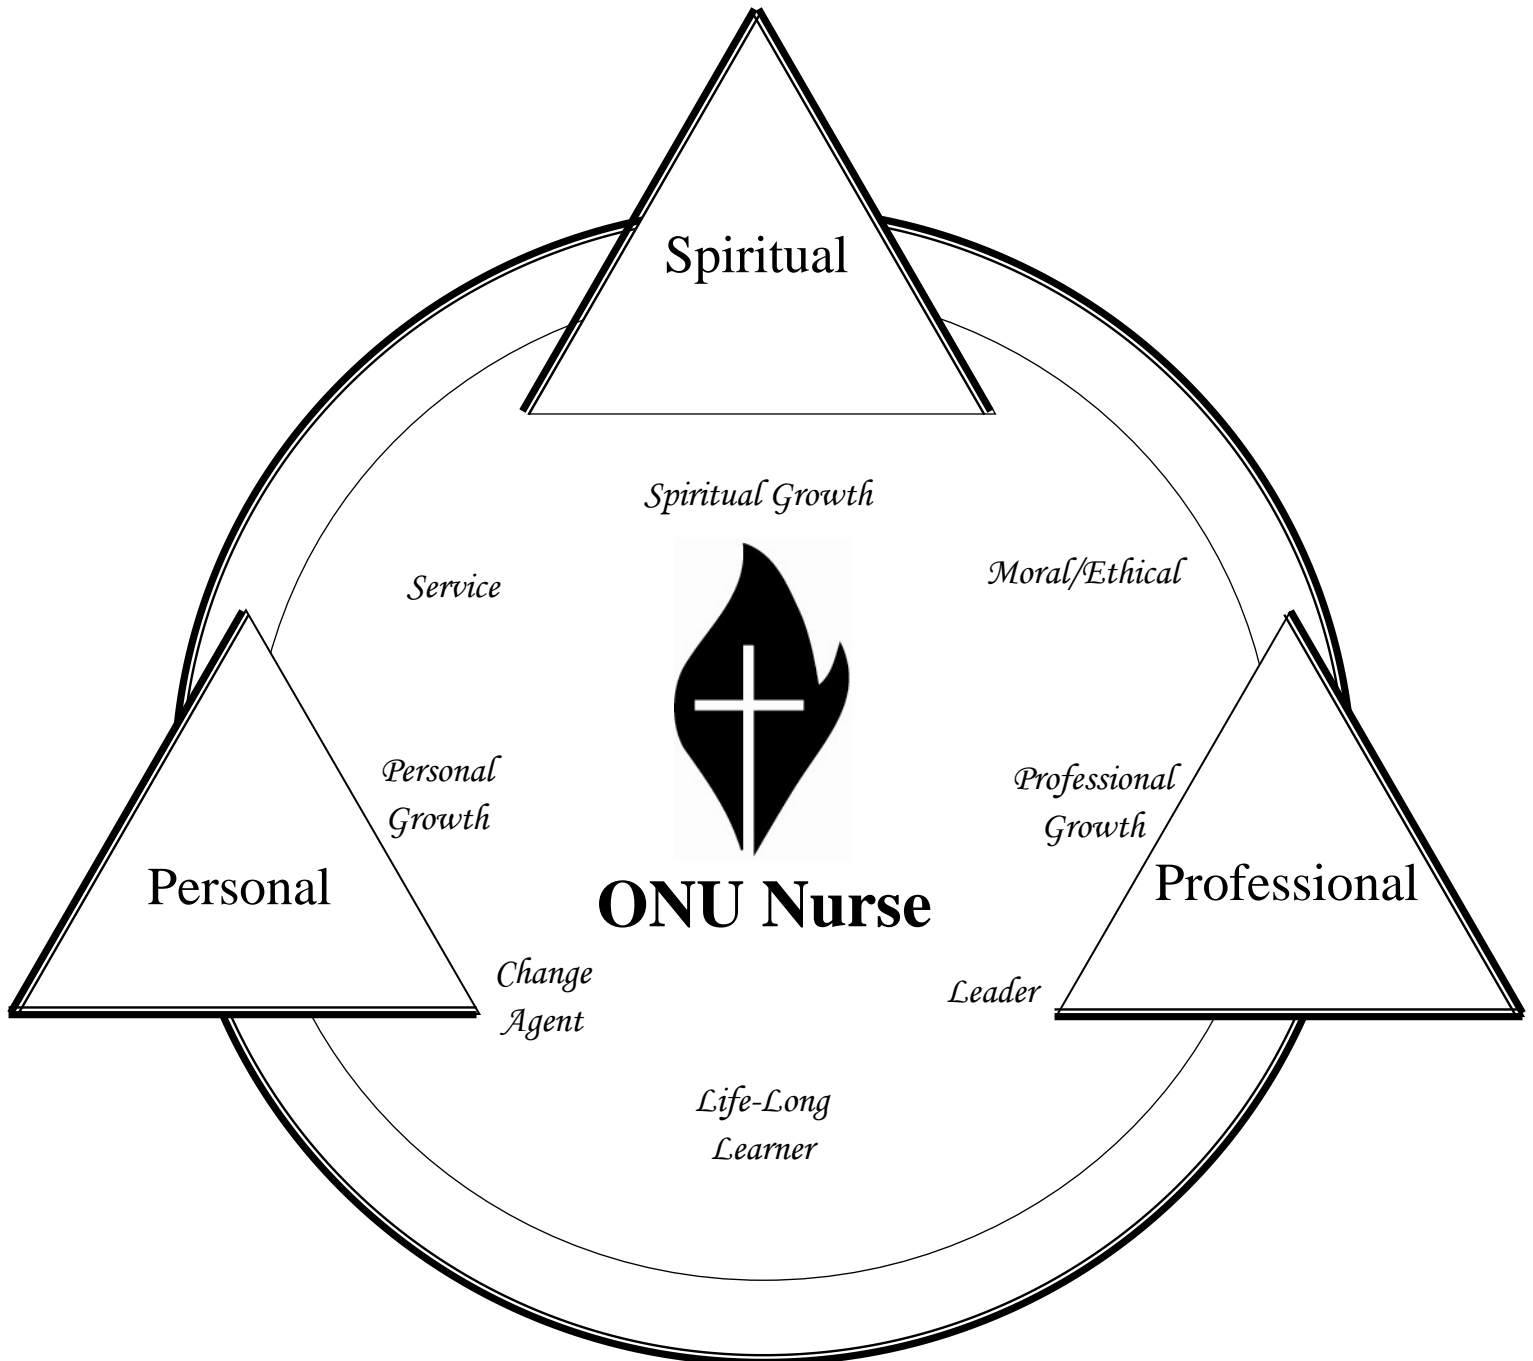 Spiritual
Spiritual Growth
Service
Moral/Ethical
Personal
Growth
Professional
Growth
Personal
Professional
ONU Nurse
Change
Agent
Leader
Life-Long
Learner